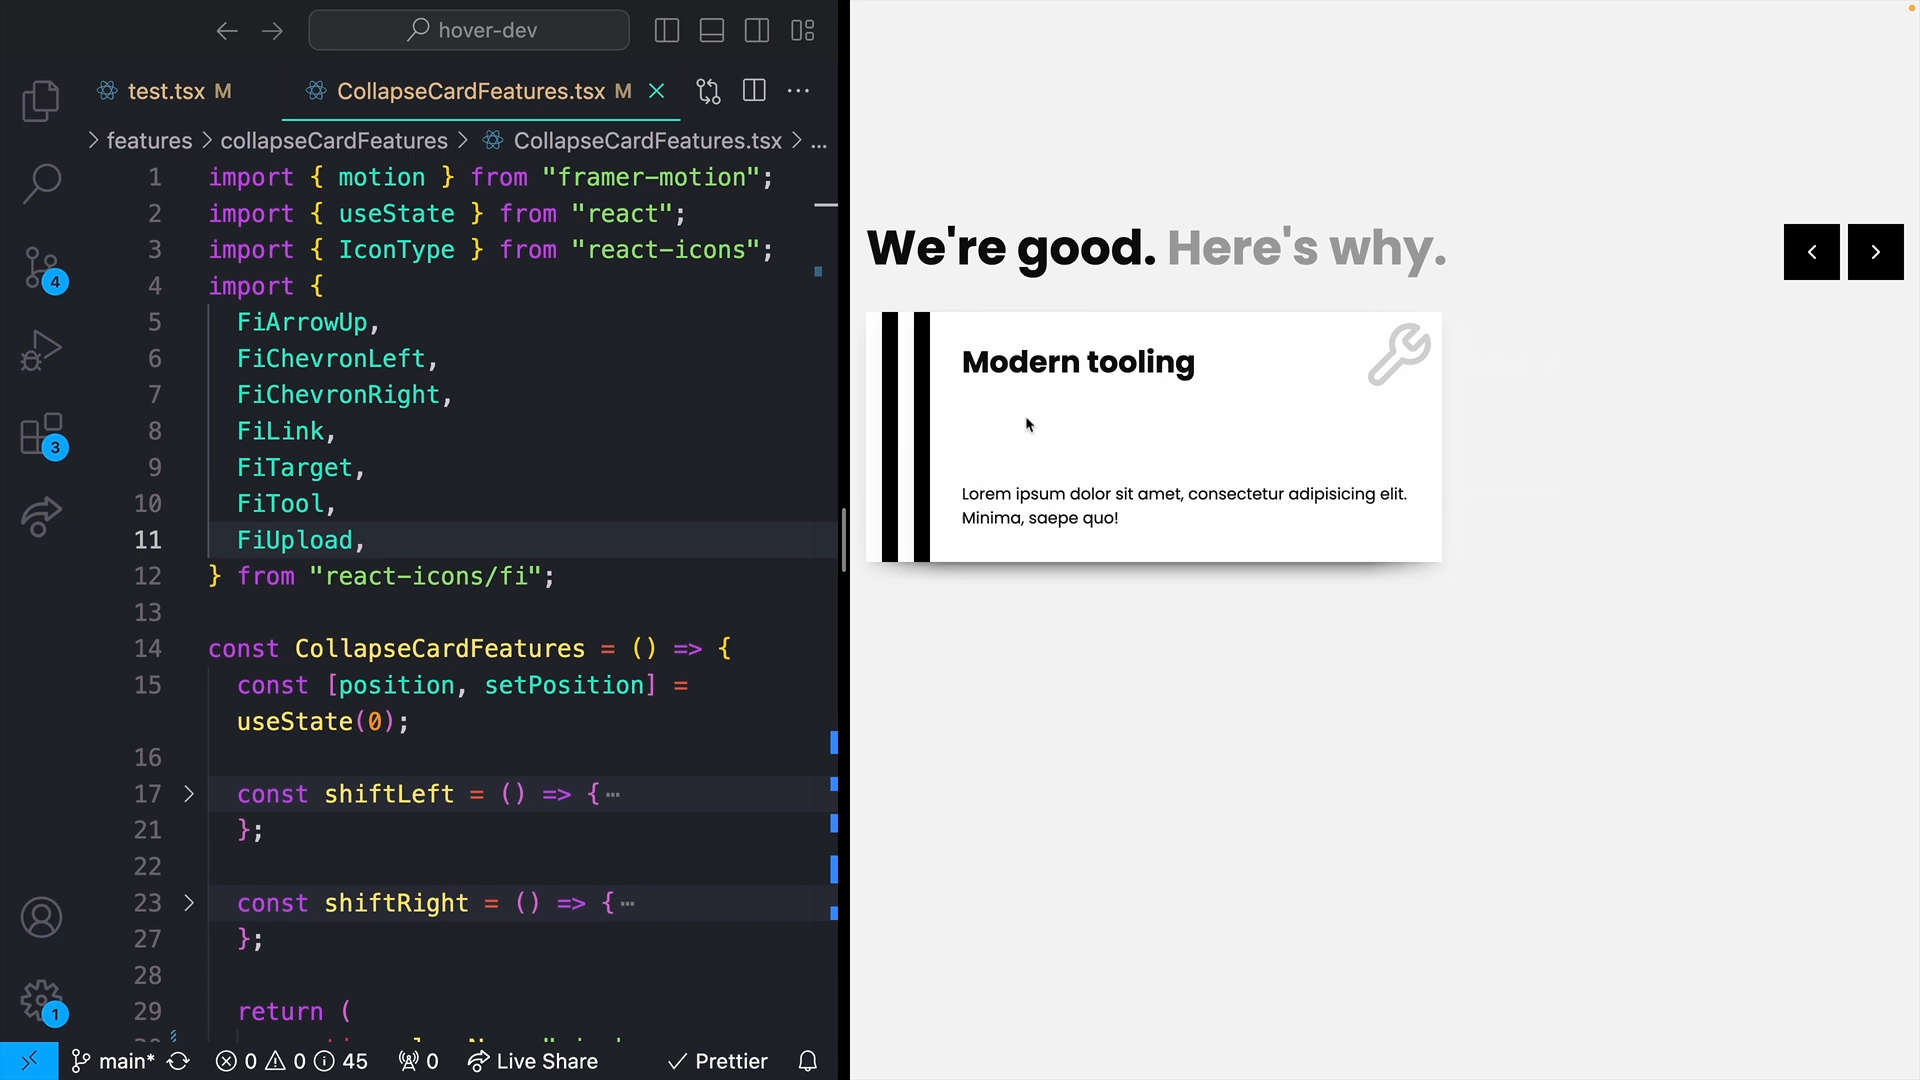 hover-dev
test.tsx M
CollapseCardFeatures.tsx M
features
collapseCardFeatures
CollapseCardFeatures.tsx
...
1 import { motion } from "framer-motion";
2 import { useState } from "react";
3 import { IconType } from "react-icons";
4 import {
5 FiArrowUp,
6 FiChevronLeft,
7 FiChevronRight,
8 FiLink,
9 FiTarget,
10 FiTool,
11 FiUpload,
12 } from "react-icons/fi";
13
14 const CollapseCardFeatures = () => {
15 const [position, setPosition] =
useState(0);
16
17 const shiftLeft = () => {…
21 };
22
23 const shiftRight = () => {…
27 };
28
29 return (
4
3
1
main*
0
0
45
0
Live Share
Prettier
We're good. Here's why.
Modern tooling
Lorem ipsum dolor sit amet, consectetur adipisicing elit.
Minima, saepe quo!